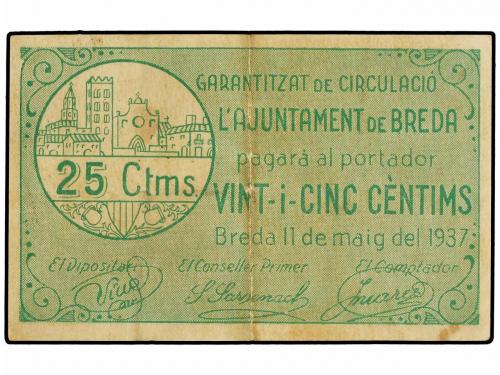 GARANTITZAT DE CIRCULACIÓ
L'AJUNTAMENT DE BREDA
pagará al portador
25 Ctms.
VINT-i-CINC CÈNTIMS
Breda 11 de maig del 1937
El Dipositari
El Conseller Primer
El Comptador